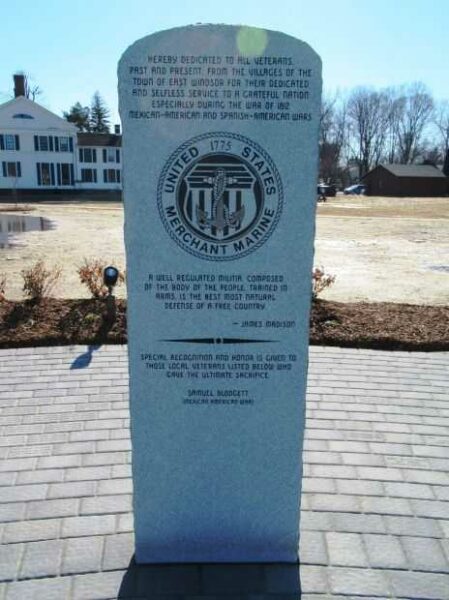 HEREBY DEDICATED TO ALL VETERANS,
PAST AND PRESENT, FROM THE VILLAGES OF THE
TOWN OF EAST WINDSOR FOR THEIR DEDICATED
AND SELFLESS SERVICE TO A GRATEFUL NATION
ESPECIALLY DURING THE WAR OF 1812
MEXICAN-AMERICAN AND SPANISH-AMERICAN WARS
UNITED STATES
1775
MERCHANT MARINE
A WELL REGULATED MILITIA, COMPOSED
OF THE BODY OF THE PEOPLE, TRAINED IN
ARMS, IS THE BEST MOST NATURAL
DEFENSE OF A FREE COUNTRY.
— JAMES MADISON
SPECIAL RECOGNITION AND HONOR IS GIVEN TO
THOSE LOCAL VETERANS LISTED BELOW WHO
GAVE THE ULTIMATE SACRIFICE.
SAMUEL BLODGETT
(MEXICAN AMERICAN WAR)